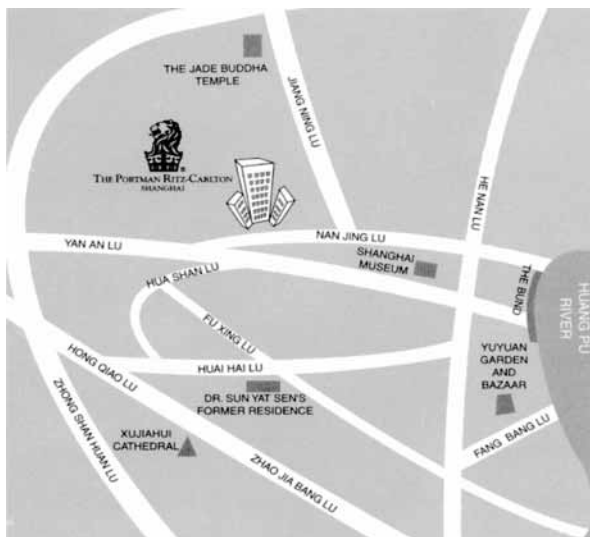 THE JADE BUDDHA
TEMPLE
JIANG NING LU
HE NAN LU
THE PORTMAN RITZ-CARLTON
SHANGHAI
NAN JING LU
YAN AN LU
SHANGHAI
MUSEUM
HUA SHAN LU
THE BUND
HUANG PU
RIVER
FU XING LU
YUYUAN
GARDEN
AND
BAZAAR
HONG QIAO LU
HUAI HAI LU
DR. SUN YAT SEN'S
FORMER RESIDENCE
ZHONG SHAN HUAN LU
XUJIAHUI
CATHEDRAL
ZHAO JIA BANG LU
FANG BANG LU